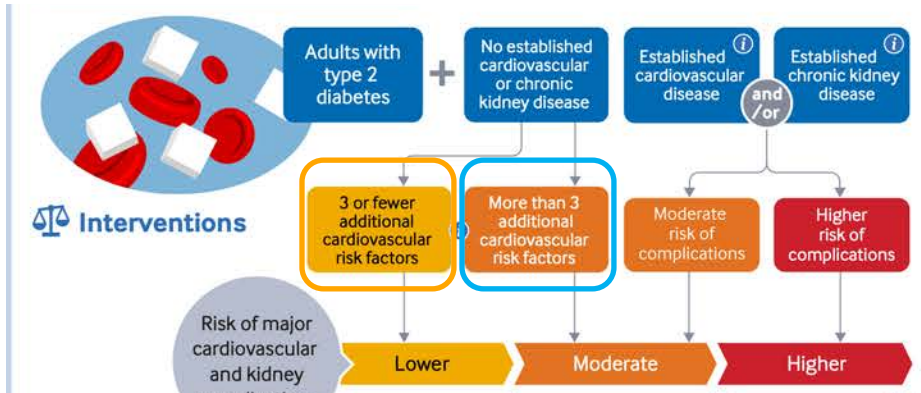 Adults with
type 2
diabetes
+
No established
cardiovascular
or chronic
kidney disease
Established
cardiovascular
disease
i
and
/or
Established
chronic kidney
disease
i
3 or fewer
additional
cardiovascular
risk factors
More than 3
additional
cardiovascular
risk factors
Moderate
risk of
complications
Higher
risk of
complications
Interventions
Risk of major
cardiovascular
and kidney
Lower
Moderate
Higher